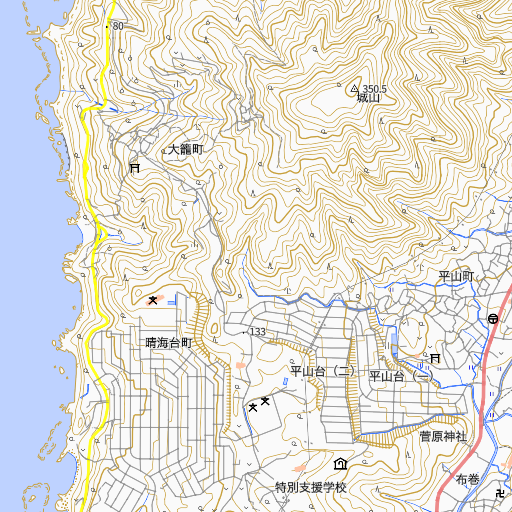 80
350.5
城山
大籠町
平山町
133
晴海台町
平山台（二）
平山台（一）
菅原神社
布巻
特別支援学校